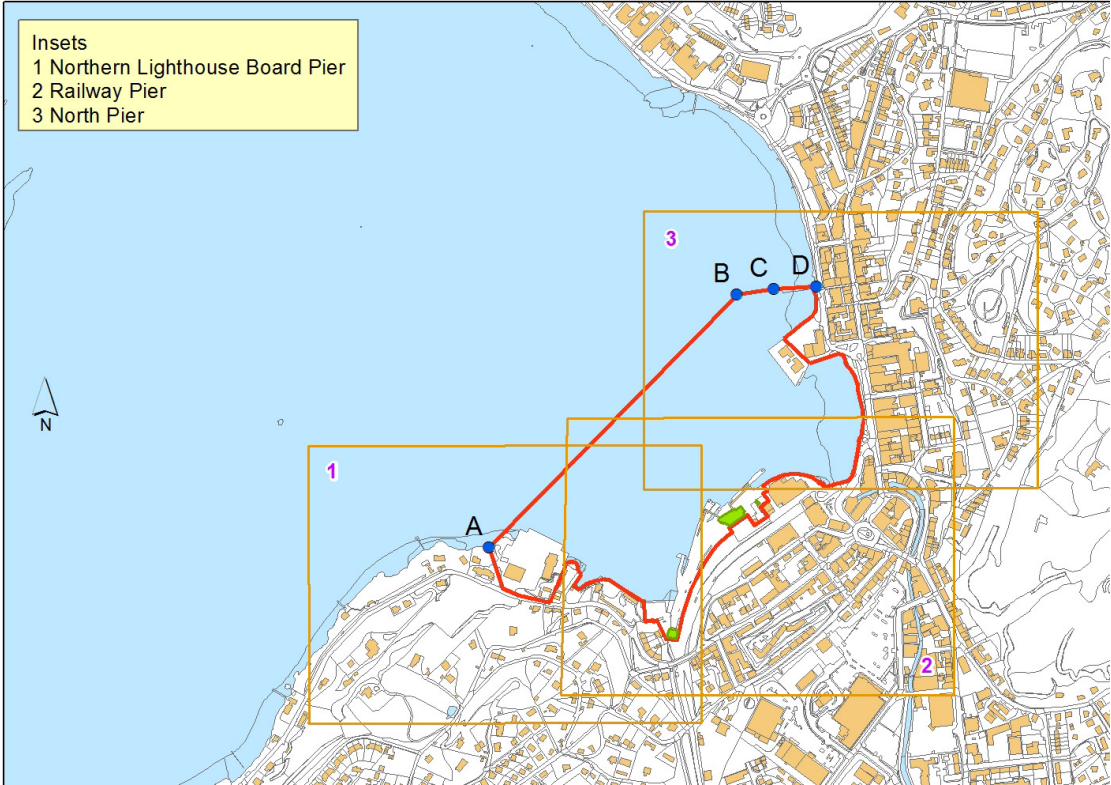 Insets
1 Northern Lighthouse Board Pier
2 Railway Pier
3 North Pier
3
B C D
N
1
A
2